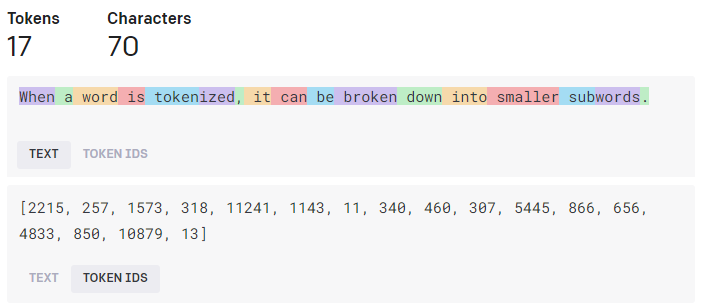 Tokens Characters
17 70
When a word is tokenized, it can be broken down into smaller subwords.
TEXT TOKEN IDS
[2215, 257, 1573, 318, 11241, 1143, 11, 340, 460, 307, 5445, 866, 656,
4833, 850, 10879, 13]
TEXT TOKEN IDS